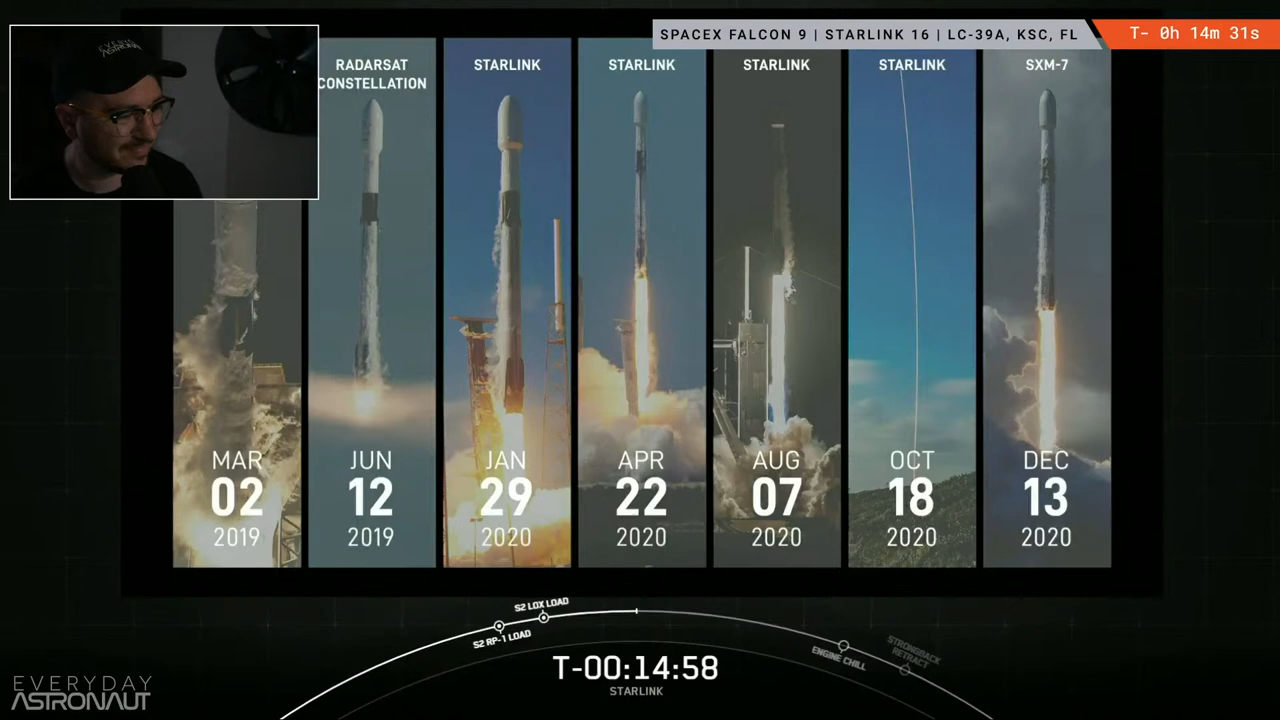 SPACEX FALCON 9 | STARLINK 16 | LC-39A, KSC, FL
T- 0h 14m 31s
EVERYDAY
ASTRONAUT
RADARSAT
CONSTELLATION
STARLINK
STARLINK
STARLINK
STARLINK
SXM-7
MAR
02
2019
JUN
12
2019
JAN
29
2020
APR
22
2020
AUG
07
2020
OCT
18
2020
DEC
13
2020
S2 LOX LOAD
S2 RP-1 LOAD
ENGINE CHILL
STRONGBACK
RETRACT
T-00:14:58
STARLINK
EVERYDAY
ASTRONAUT